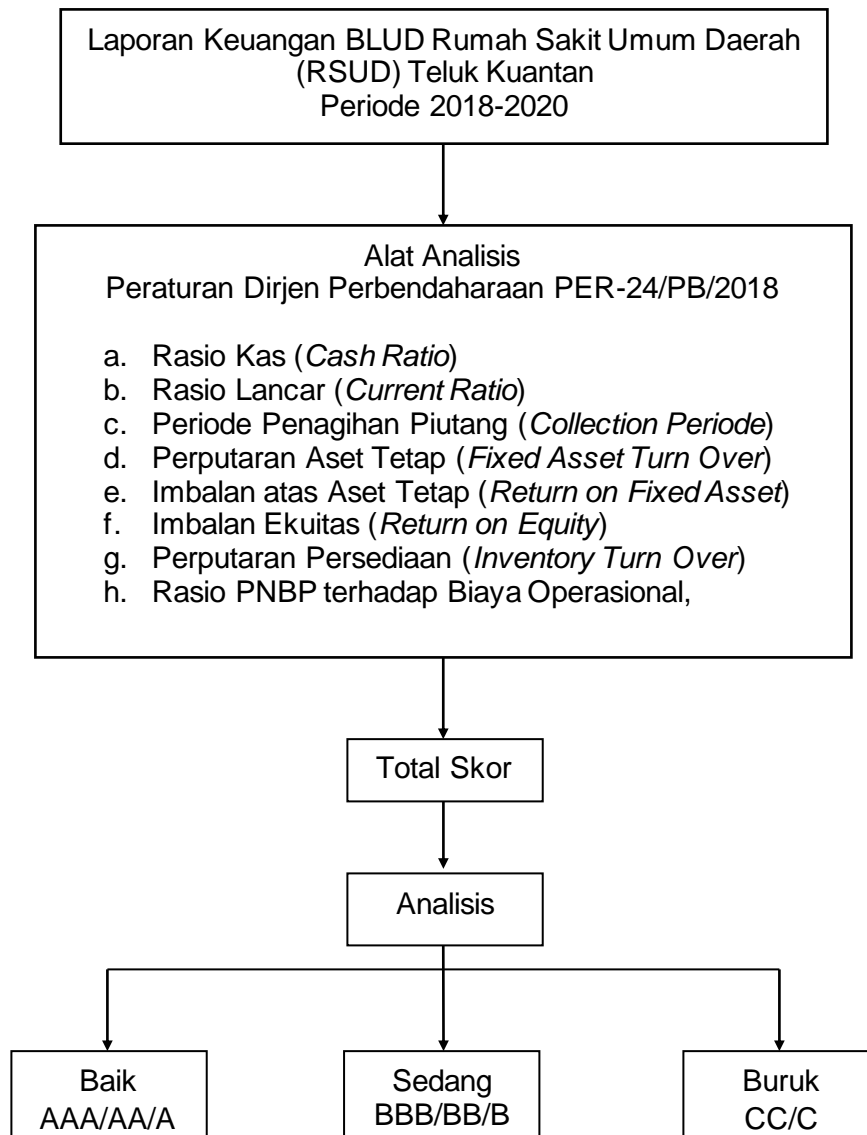 Laporan Keuangan BLUD Rumah Sakit Umum Daerah
(RSUD) Teluk Kuantan
Periode 2018-2020
Alat Analisis
Peraturan Dirjen Perbendaharaan PER-24/PB/2018
a. Rasio Kas (Cash Ratio)
b. Rasio Lancar (Current Ratio)
c. Periode Penagihan Piutang (Collection Periode)
d. Perputaran Aset Tetap (Fixed Asset Turn Over)
e. Imbalan atas Aset Tetap (Return on Fixed Asset)
f. Imbalan Ekuitas (Return on Equity)
g. Perputaran Persediaan (Inventory Turn Over)
h. Rasio PNBP terhadap Biaya Operasional,
Total Skor
Analisis
Baik
AAA/AA/A
Sedang
BBB/BB/B
Buruk
CC/C